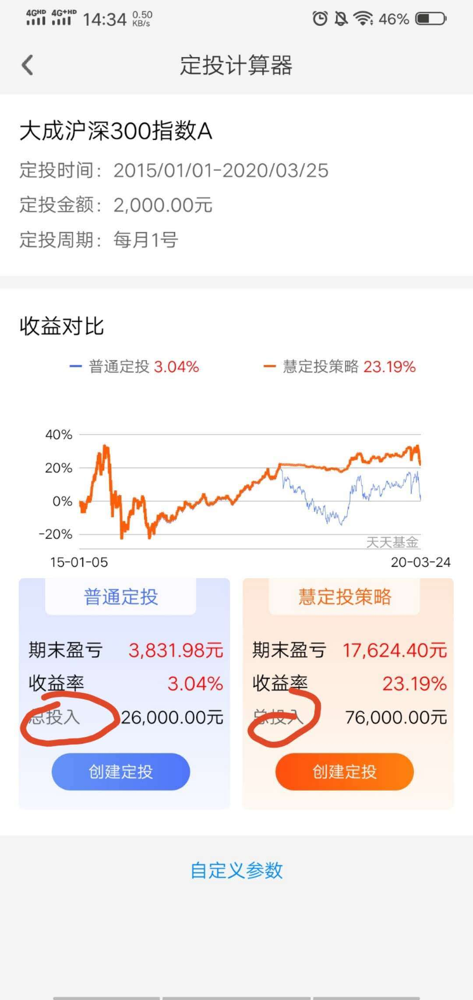 4GHD 4G+HD 14:34 0.50 KB/s 46%
定投计算器
大成沪深300指数A
定投时间：2015/01/01-2020/03/25
定投金额：2,000.00元
定投周期：每月1号
收益对比
普通定投 3.04% 慧定投策略 23.19%
40%
20%
0%
-20%
天天基金
15-01-05 20-03-24
普通定投 慧定投策略
期末盈亏 3,831.98元 期末盈亏 17,624.40元
收益率 3.04% 收益率 23.19%
总投入 26,000.00元 总投入 76,000.00元
创建定投 创建定投
自定义参数